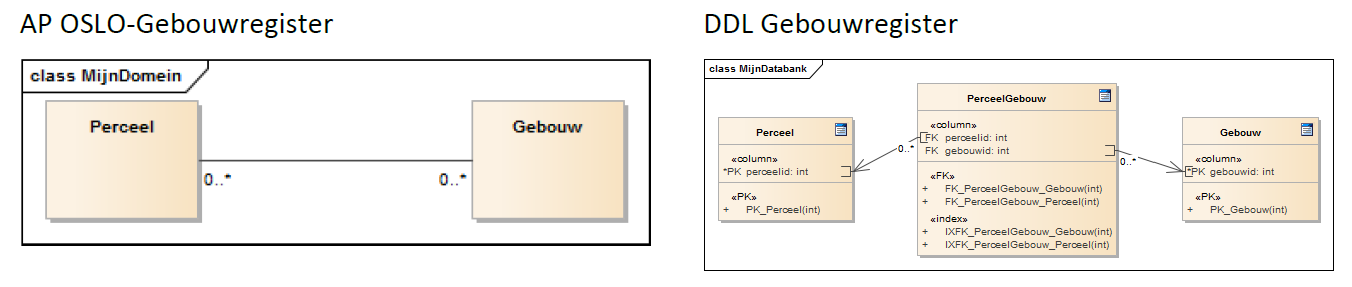 AP OSLO-Gebouwregister
class MijnDomein
Perceel
Gebouw
0..*
0..*
DDL Gebouwregister
class MijnDatabank
Perceel
«column»
*PK perceelid: int
«PK»
+ PK_Perceel(int)
0..*
PerceelGebouw
«column»
FK perceelid: int
FK gebouwid: int
«FK»
+ FK_PerceelGebouw_Gebouw(int)
+ FK_PerceelGebouw_Perceel(int)
«index»
+ IXFK_PerceelGebouw_Gebouw(int)
+ IXFK_PerceelGebouw_Perceel(int)
0..*
Gebouw
«column»
*PK gebouwid: int
«PK»
+ PK_Gebouw(int)